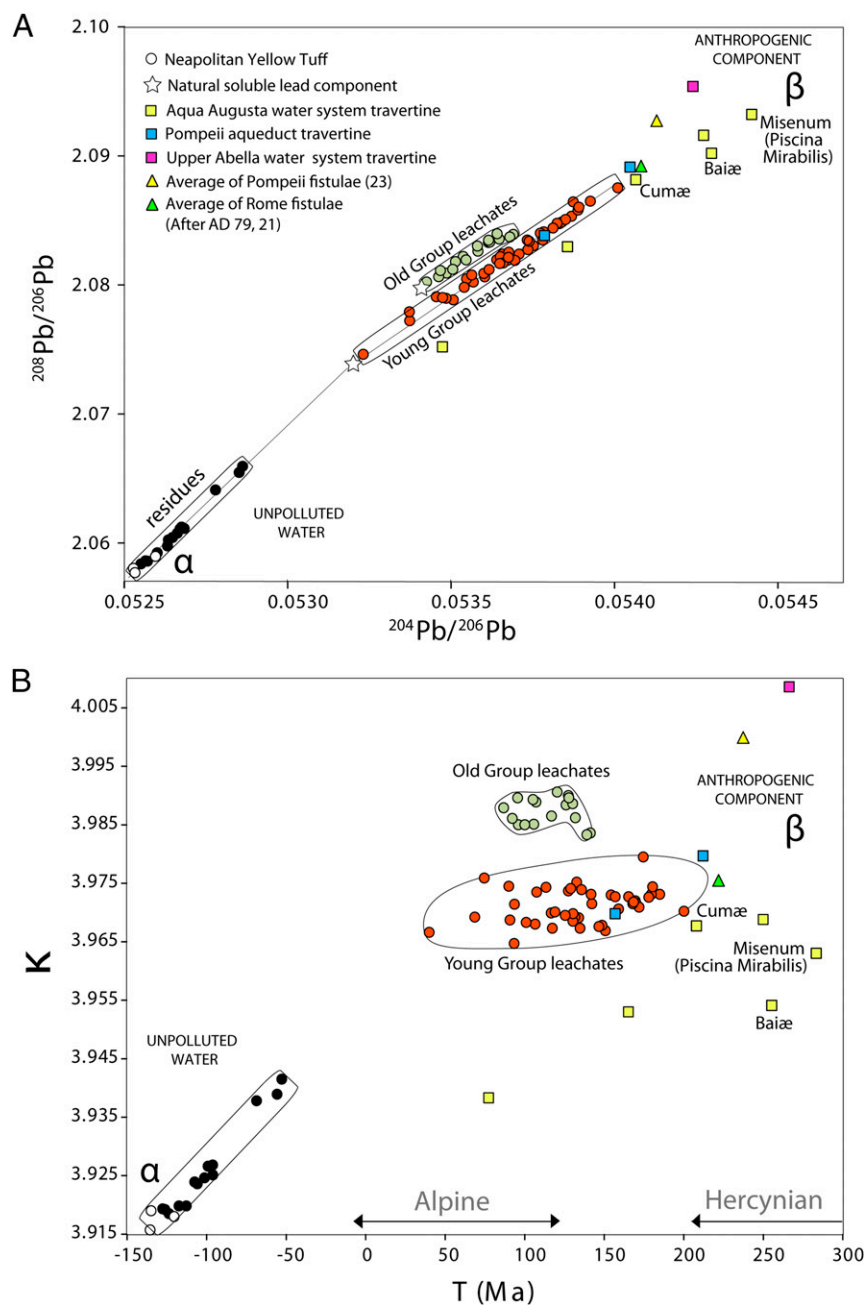 A
2.10
2.09
2.08
2.07
2.06
208Pb/206Pb
Neapolitan Yellow Tuff
Natural soluble lead component
Aqua Augusta water system travertine
Pompeii aqueduct travertine
Upper Abella water system travertine
Average of Pompeii fistulae (23)
Average of Rome fistulae
(After AD 79, 21)
ANTHROPOGENIC
COMPONENT
β
Misenum
(Piscina
Mirabilis)
Baiæ
Cumæ
Old Group leachates
Young Group leachates
residues
UNPOLLUTED
WATER
α
0.0525 0.0530 0.0535 0.0540 0.0545
204Pb/206Pb
B
4.005
3.995
3.985
3.975
3.965
3.955
3.945
3.935
3.925
3.915
K
Old Group leachates
ANTHROPOGENIC
COMPONENT
β
Cumæ
Young Group leachates
Misenum
(Piscina Mirabilis)
Baiæ
UNPOLLUTED
WATER
α
Alpine Hercynian
-150 -100 -50 0 50 100 150 200 250 300
T (Ma)